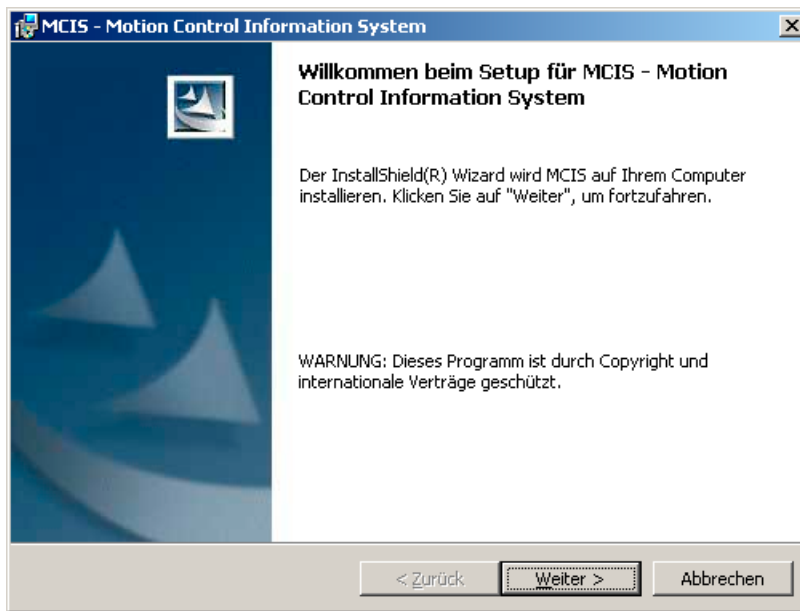 MCIS - Motion Control Information System
Willkommen beim Setup für MCIS - Motion
Control Information System
Der InstallShield(R) Wizard wird MCIS auf Ihrem Computer
installieren. Klicken Sie auf "Weiter", um fortzufahren.
WARNUNG: Dieses Programm ist durch Copyright und
internationale Verträge geschützt.
< Zurück
Weiter >
Abbrechen